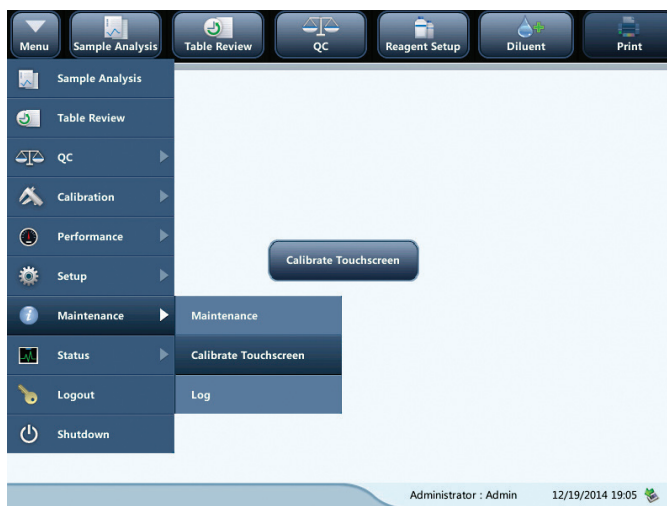 Menu
Sample Analysis
Table Review
QC
Reagent Setup
Diluent
Print
Sample Analysis
Table Review
QC
Calibration
Performance
Setup
Maintenance
Status
Logout
Shutdown
Maintenance
Calibrate Touchscreen
Log
Calibrate Touchscreen
Administrator : Admin
12/19/2014 19:05